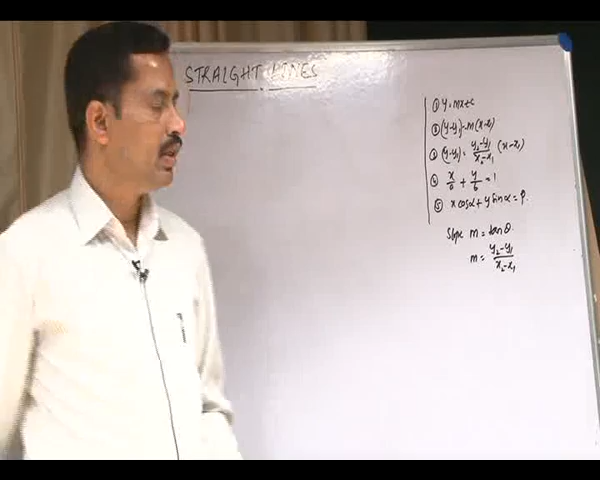 STRAIGHT LINES
① y = mx+c
② (y-y₁) = m(x-x₁)
③ (y-y₁) = y₂-y₁/x₂-x₁ (x-x₁)
④ x/a + y/b = 1
⑤ x cosα + y sinα = P.
Slope m = tanθ.
m = y₂-y₁/x₂-x₁